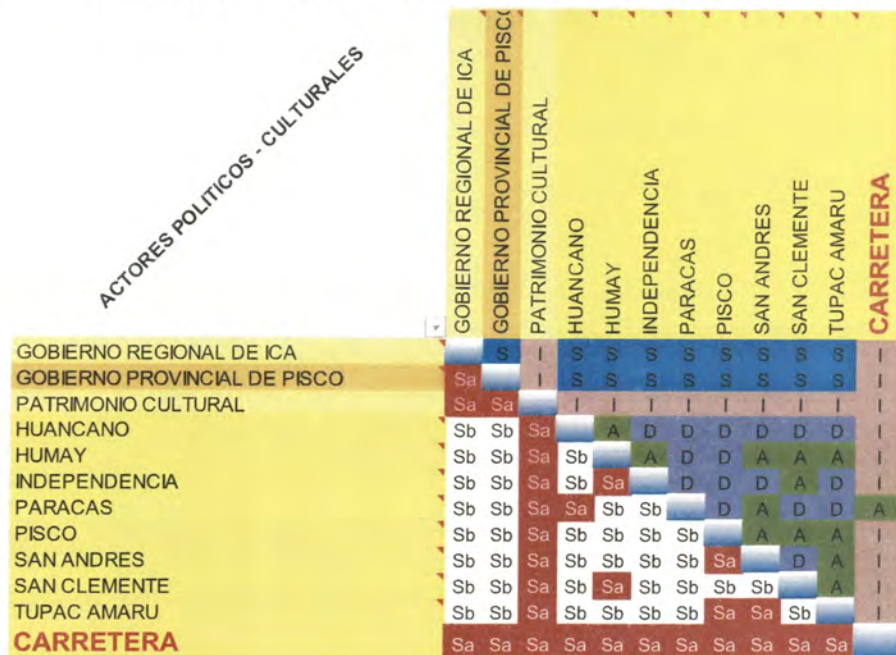 ACTORES POLITICOS - CULTURALES
GOBIERNO REGIONAL DE ICA
GOBIERNO PROVINCIAL DE PISCO
PATRIMONIO CULTURAL
HUANCANO
HUMAY
INDEPENDENCIA
PARACAS
PISCO
SAN ANDRES
SAN CLEMENTE
TUPAC AMARU
CARRETERA
GOBIERNO REGIONAL DE ICA S I S S S S S S S S I
GOBIERNO PROVINCIAL DE PISCO Sa I S S S S S S S S I
PATRIMONIO CULTURAL Sa Sa I I I I I I I I I
HUANCANO Sb Sb Sa A D D D D D D I
HUMAY Sb Sb Sa Sb A D D A A A I
INDEPENDENCIA Sb Sb Sa Sb Sa D D D A D I
PARACAS Sb Sb Sa Sa Sb Sb D A D D A
PISCO Sb Sb Sa Sb Sb Sb Sb A A A I
SAN ANDRES Sb Sb Sa Sb Sb Sb Sb Sa D A I
SAN CLEMENTE Sb Sb Sa Sb Sa Sb Sb Sb Sb A I
TUPAC AMARU Sb Sb Sa Sb Sb Sb Sb Sa Sa Sb I
CARRETERA Sa Sa Sa Sa Sa Sa Sa Sa Sa Sa Sa